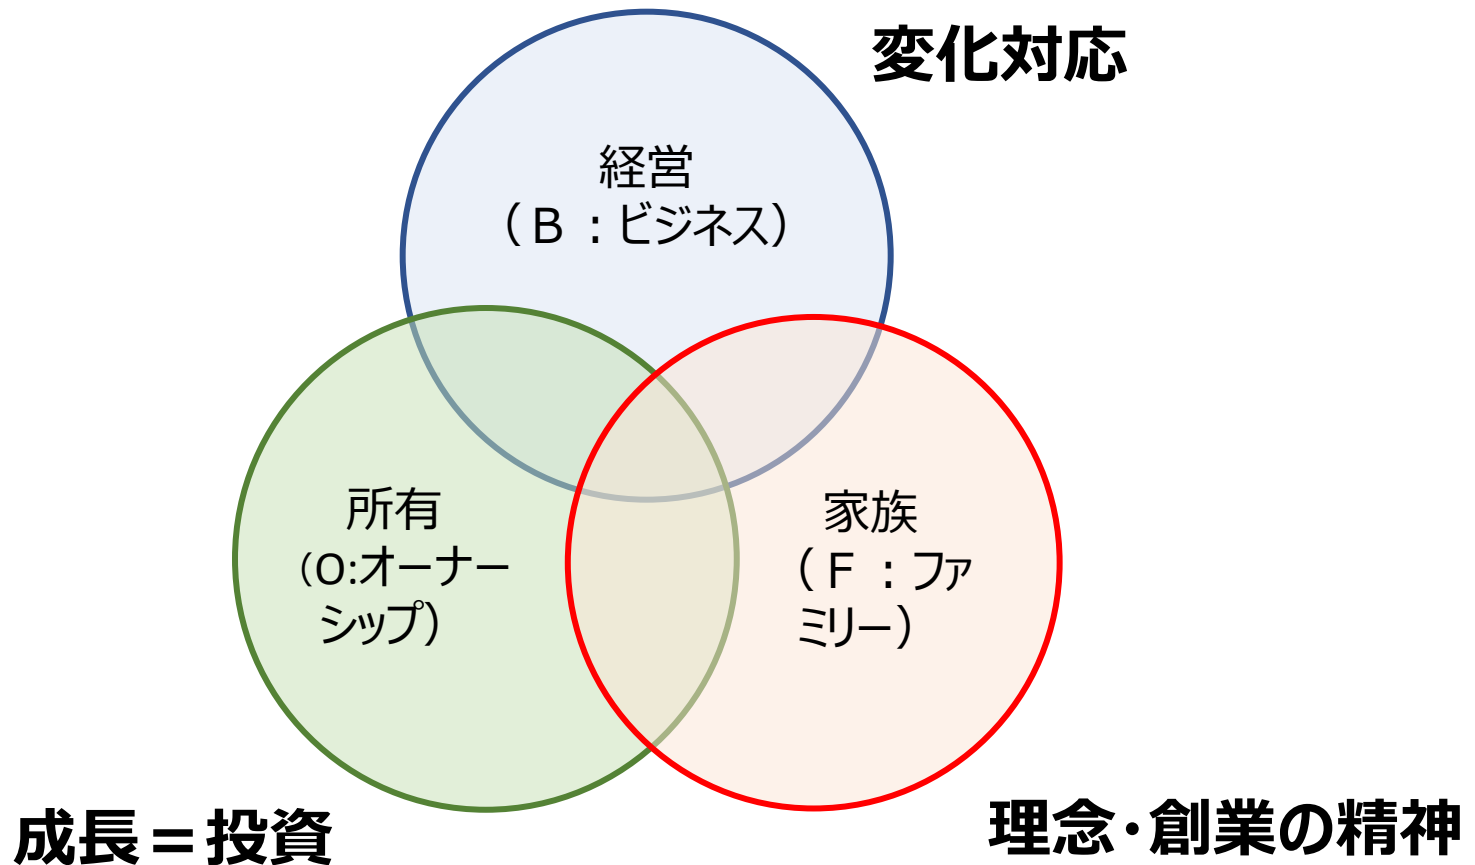 変化対応
経営
（Ｂ：ビジネス）
所有
（O:オーナー
シップ）
家族
（Ｆ：ファ
ミリー）
成長＝投資
理念･創業の精神